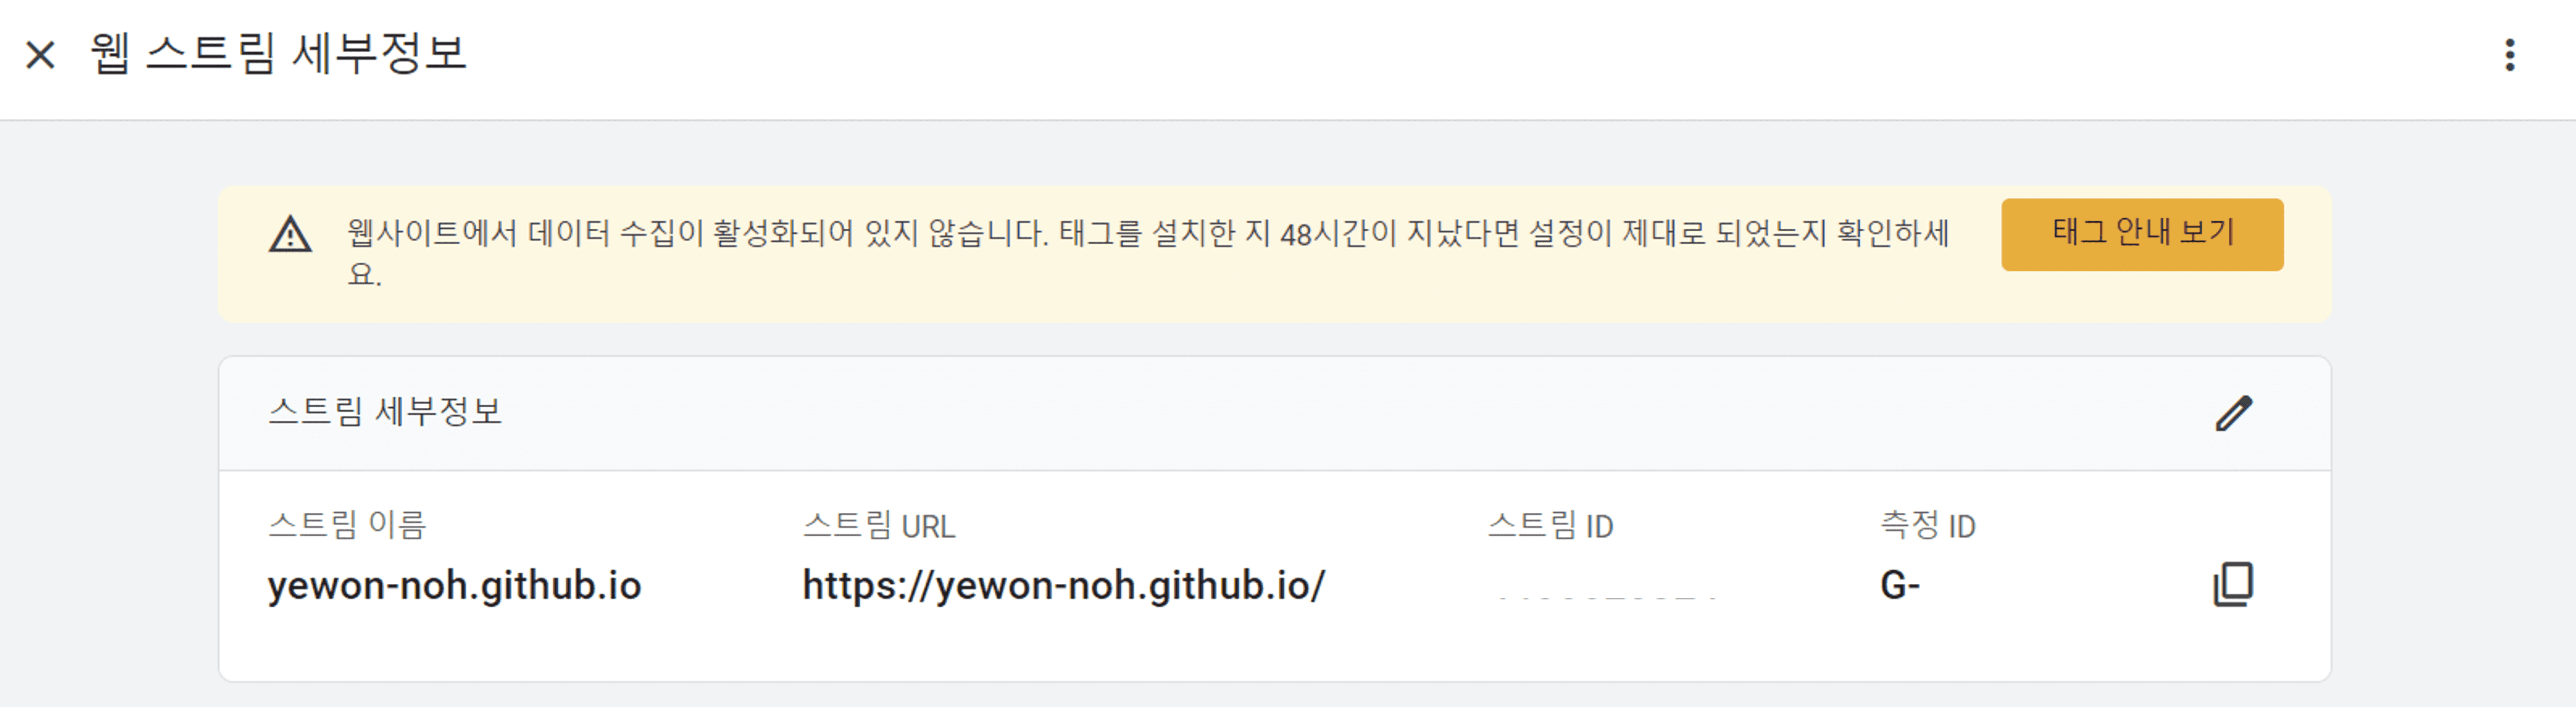 웹 스트림 세부정보
웹사이트에서 데이터 수집이 활성화되어 있지 않습니다. 태그를 설치한 지 48시간이 지났다면 설정이 제대로 되었는지 확인하세
요.
태그 안내 보기
스트림 세부정보
스트림 이름
yewon-noh.github.io
스트림 URL
https://yewon-noh.github.io/
스트림 ID
측정 ID
G-